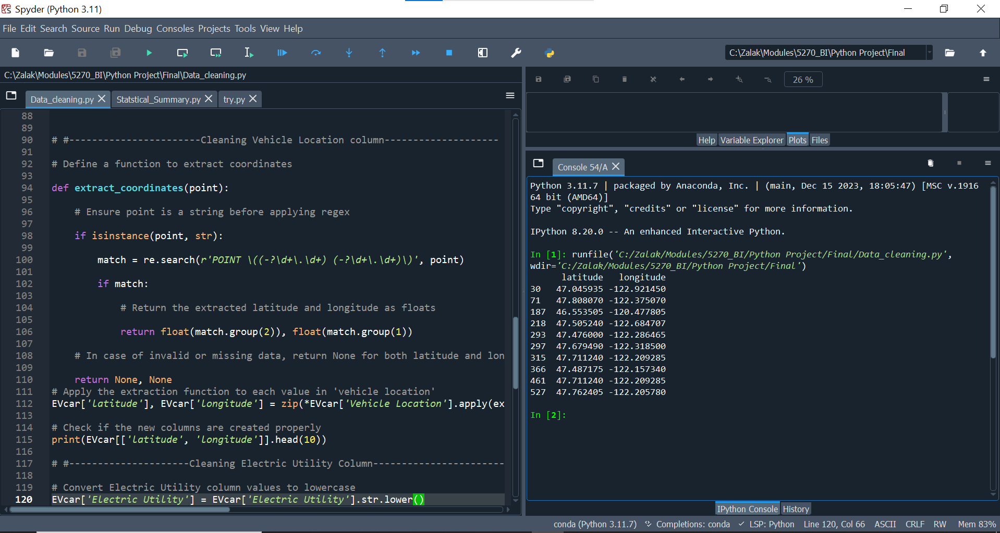 Spyder (Python 3.11)
File Edit Search Source Run Debug Consoles Projects Tools View Help
C:\Zalak\Modules\5270_BI\Python Project\Final
C:\Zalak\Modules\5270_BI\Python Project\Final\Data_cleaning.py
Data_cleaning.py Statstical_Summary.py try.py
88
89
90 # #-----------------------Cleaning Vehicle Location column--------------------
91
92 # Define a function to extract coordinates
93
94 def extract_coordinates(point):
95
96     # Ensure point is a string before applying regex
97
98     if isinstance(point, str):
99
100         match = re.search(r'POINT \((-?\d+\.\d+) (-?\d+\.\d+)\)', point)
101
102         if match:
103
104             # Return the extracted latitude and longitude as floats
105
106             return float(match.group(2)), float(match.group(1))
107
108     # In case of invalid or missing data, return None for both latitude and lon
109
110     return None, None
111 # Apply the extraction function to each value in 'vehicle location'
112 EVcar['latitude'], EVcar['longitude'] = zip(*EVcar['Vehicle Location'].apply(ex
113
114 # Check if the new columns are created properly
115 print(EVcar[['latitude', 'longitude']].head(10))
116
117 # #---------------------Cleaning Electric Utility Column-----------------------
118
119 # Convert Electric Utility column values to lowercase
120 EVcar['Electric Utility'] = EVcar['Electric Utility'].str.lower()
26 %
Help Variable Explorer Plots Files
Console 54/A
Python 3.11.7 | packaged by Anaconda, Inc. | (main, Dec 15 2023, 18:05:47) [MSC v.1916
64 bit (AMD64)]
Type "copyright", "credits" or "license" for more information.
IPython 8.20.0 -- An enhanced Interactive Python.
In [1]: runfile('C:/Zalak/Modules/5270_BI/Python Project/Final/Data_cleaning.py',
wdir='C:/Zalak/Modules/5270_BI/Python Project/Final')
latitude longitude
30 47.045935 -122.921450
71 47.808070 -122.375070
187 46.553505 -120.477805
218 47.505240 -122.684707
293 47.476000 -122.286465
297 47.679490 -122.318500
315 47.711240 -122.209285
366 47.487175 -122.157340
461 47.711240 -122.209285
527 47.762405 -122.205780
In [2]:
IPython Console History
conda (Python 3.11.7) Completions: conda LSP: Python Line 120, Col 66 ASCII CRLF RW Mem 83%